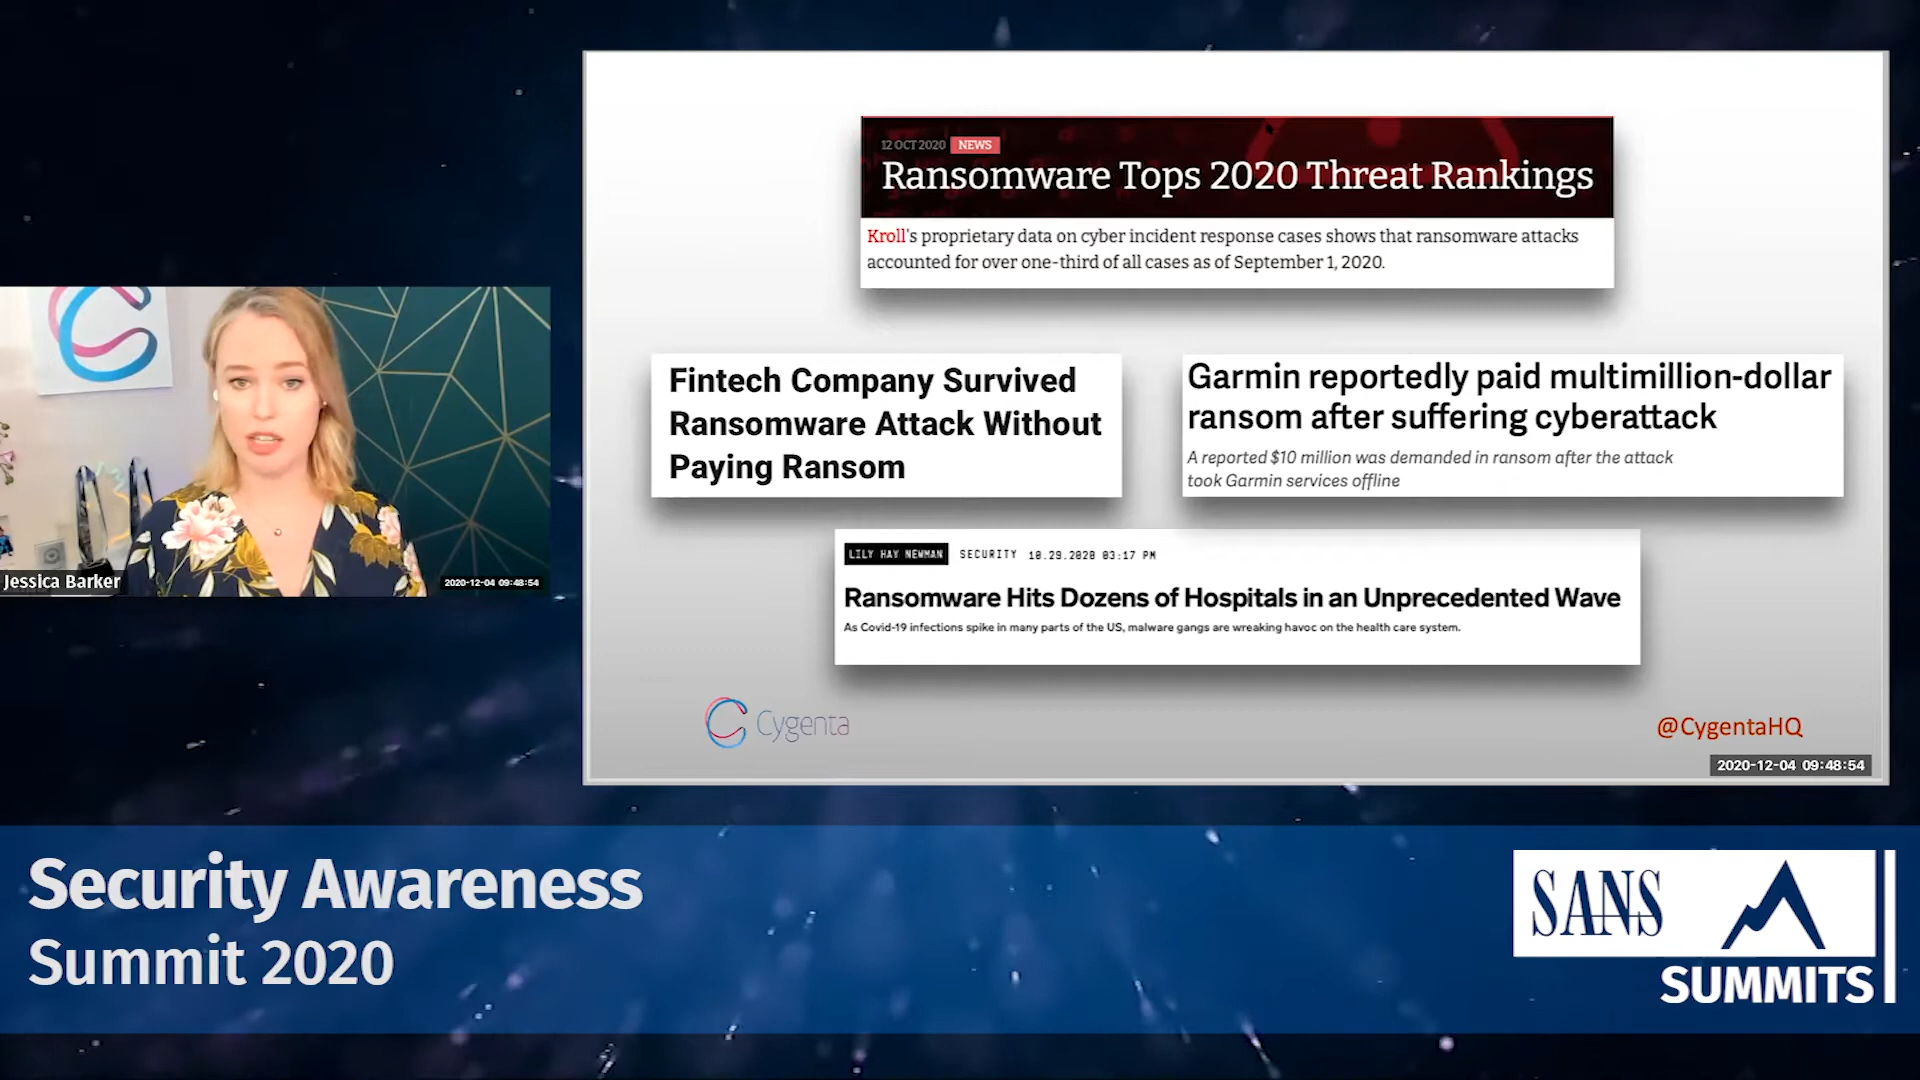 12 OCT 2020 NEWS
Ransomware Tops 2020 Threat Rankings
Kroll's proprietary data on cyber incident response cases shows that ransomware attacks
accounted for over one-third of all cases as of September 1, 2020.
Fintech Company Survived
Ransomware Attack Without
Paying Ransom
Garmin reportedly paid multimillion-dollar
ransom after suffering cyberattack
A reported $10 million was demanded in ransom after the attack
took Garmin services offline
LILY HAY NEWMAN SECURITY 10.29.2020 03:17 PM
Ransomware Hits Dozens of Hospitals in an Unprecedented Wave
As Covid-19 infections spike in many parts of the US, malware gangs are wreaking havoc on the health care system.
Cygenta
@CygentaHQ
2020-12-04 09:48:54
Jessica Barker
2020-12-04 09:48:54
Security Awareness
Summit 2020
SANS
SUMMITS